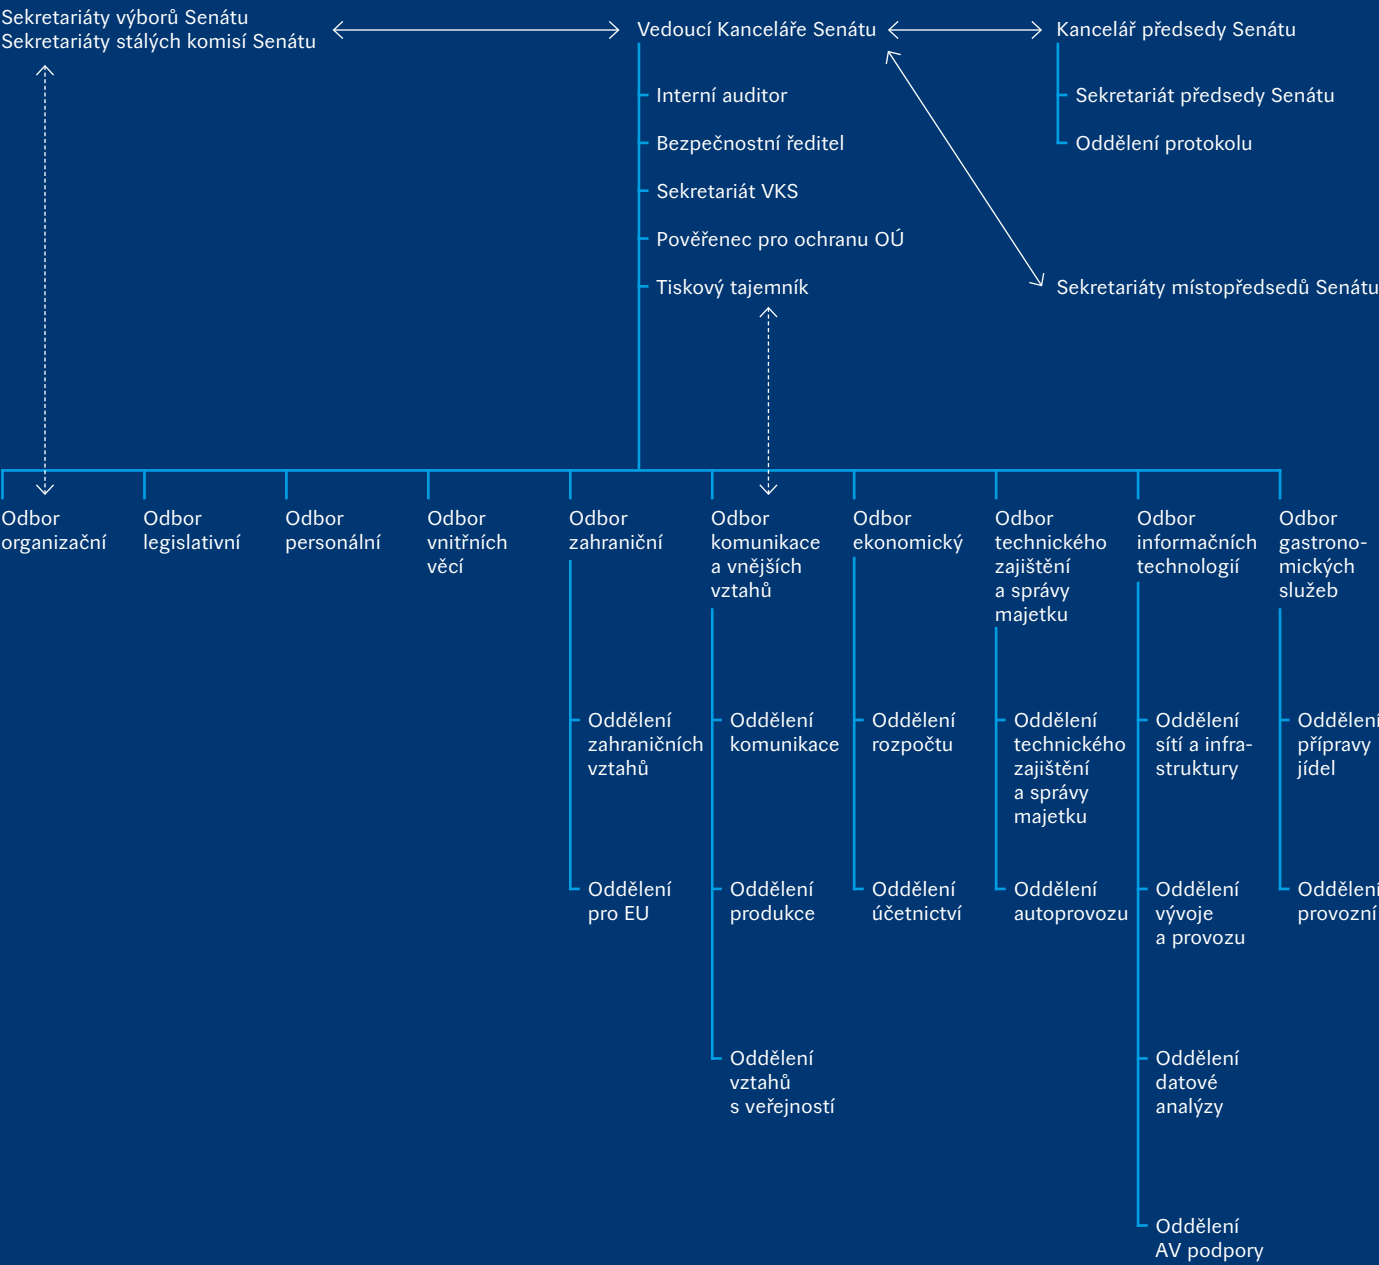 Sekretariáty výborů Senátu
Sekretariáty stálých komisí Senátu
Vedoucí Kanceláře Senátu
Kancelář předsedy Senátu
Interní auditor
Bezpečnostní ředitel
Sekretariát VKS
Pověřenec pro ochranu OÚ
Tiskový tajemník
Sekretariát předsedy Senátu
Oddělení protokolu
Sekretariáty místopředsedů Senátu
Odbor
organizační
Odbor
legislativní
Odbor
personální
Odbor
vnitřních
věcí
Odbor
zahraniční
Odbor
komunikace
a vnějších
vztahů
Odbor
ekonomický
Odbor
technického
zajištění
a správy
majetku
Odbor
informačních
technologií
Odbor
gastrono-
mických
služeb
Oddělení
zahraničních
vztahů
Oddělení
komunikace
Oddělení
rozpočtu
Oddělení
technického
zajištění
a správy
majetku
Oddělení
sítí a infra-
struktury
Oddělení
přípravy
jídel
Oddělení
pro EU
Oddělení
produkce
Oddělení
účetnictví
Oddělení
autoprovozu
Oddělení
vývoje
a provozu
Oddělení
provozní
Oddělení
vztahů
s veřejností
Oddělení
datové
analýzy
Oddělení
AV podpory